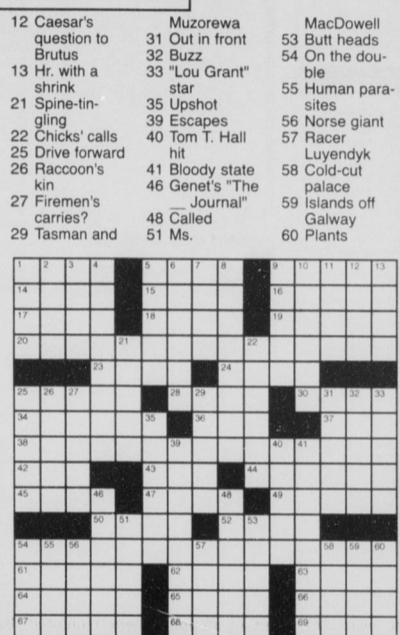 12 Caesar's
question to
Brutus
13 Hr. with a
shrink
21 Spine-tin-
gling
22 Chicks' calls
25 Drive forward
26 Raccoon's
kin
27 Firemen's
carries?
29 Tasman and
Muzorewa
31 Out in front
32 Buzz
33 "Lou Grant"
star
35 Upshot
39 Escapes
40 Tom T. Hall
hit
41 Bloody state
46 Genet's "The
__ Journal"
48 Called
51 Ms.
MacDowell
53 Butt heads
54 On the dou-
ble
55 Human para-
sites
56 Norse giant
57 Racer
Luyendyk
58 Cold-cut
palace
59 Islands off
Galway
60 Plants
1 2 3 4 5 6 7 8 9 10 11 12 13
14 15 16
17 18 19
20 21 22
23 24
25 26 27 28 29 30 31 32 33
34 35 36 37
38 39 40 41
42 43 44
45 46 47 48 49
50 51 52 53
54 55 56 57 58 59 60
61 62 63
64 65 66
67 68 69